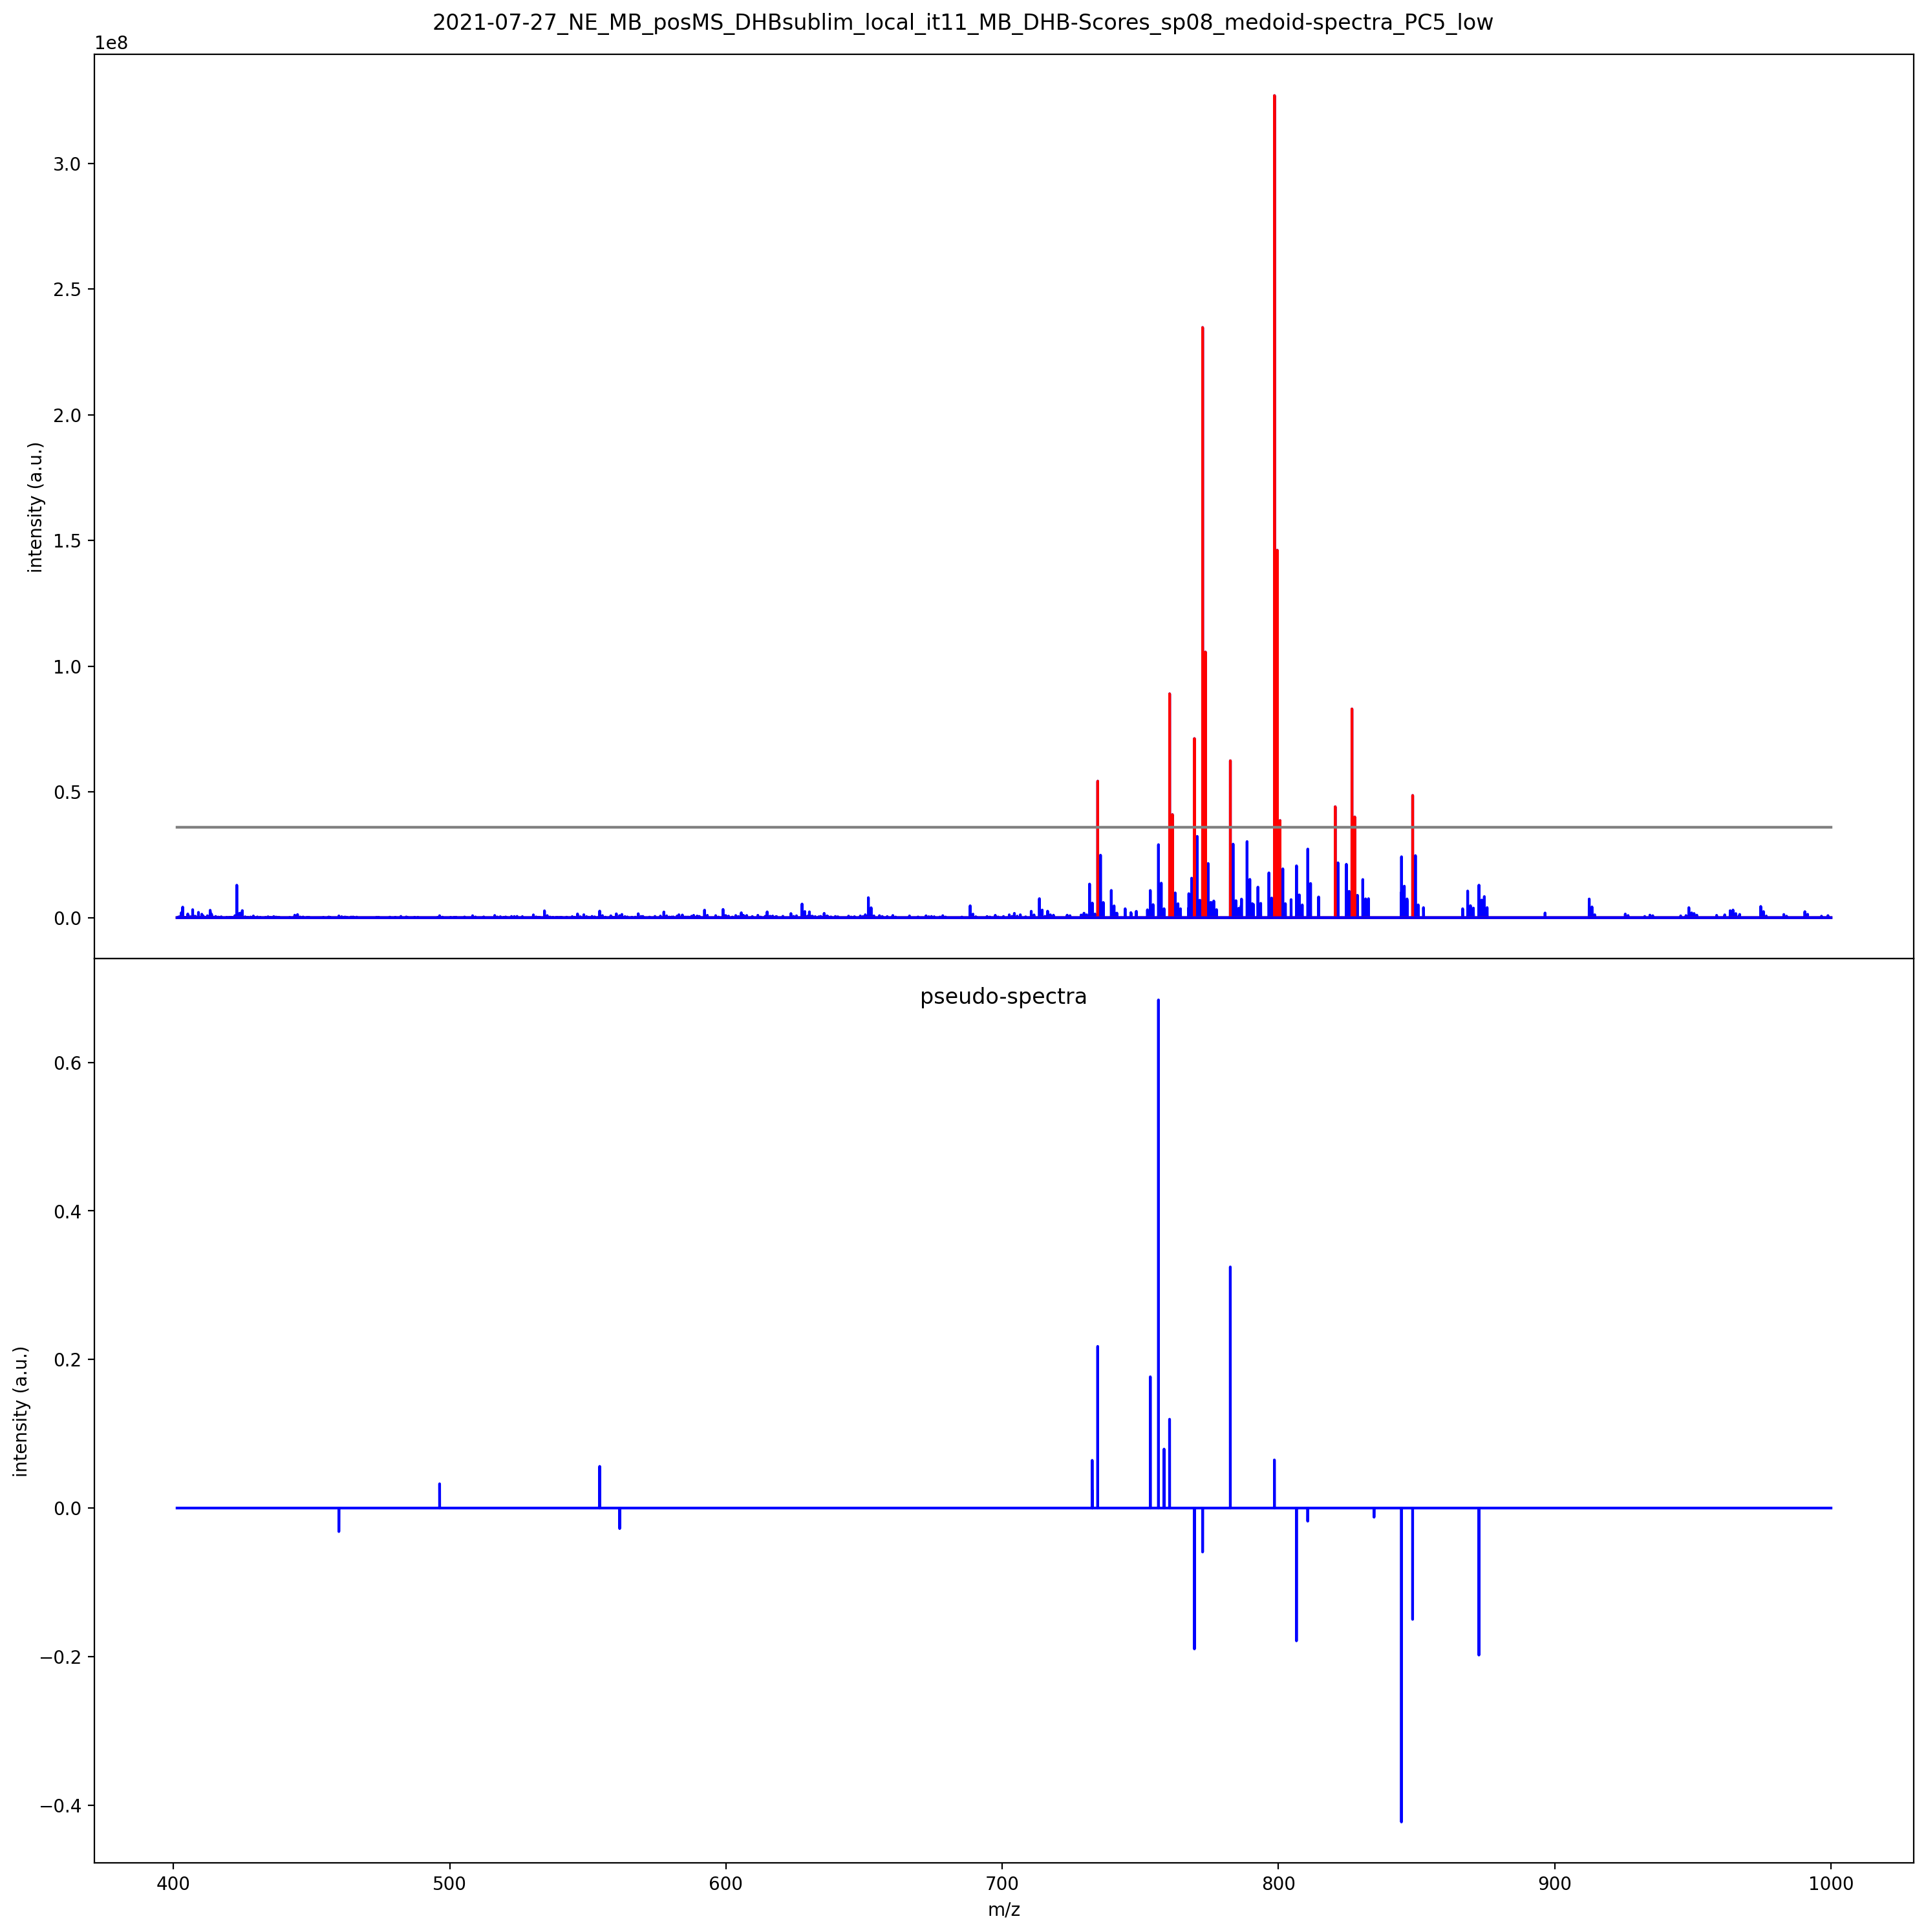 2021-07-27_NE_MB_posMS_DHBsublim_local_it11_MB_DHB-Scores_sp08_medoid-spectra_PC5_low
1e8
3.0
2.5
2.0
1.5
1.0
0.5
0.0
intensity (a.u.)
pseudo-spectra
0.6
0.4
0.2
0.0
−0.2
−0.4
intensity (a.u.)
400 500 600 700 800 900 1000
m/z